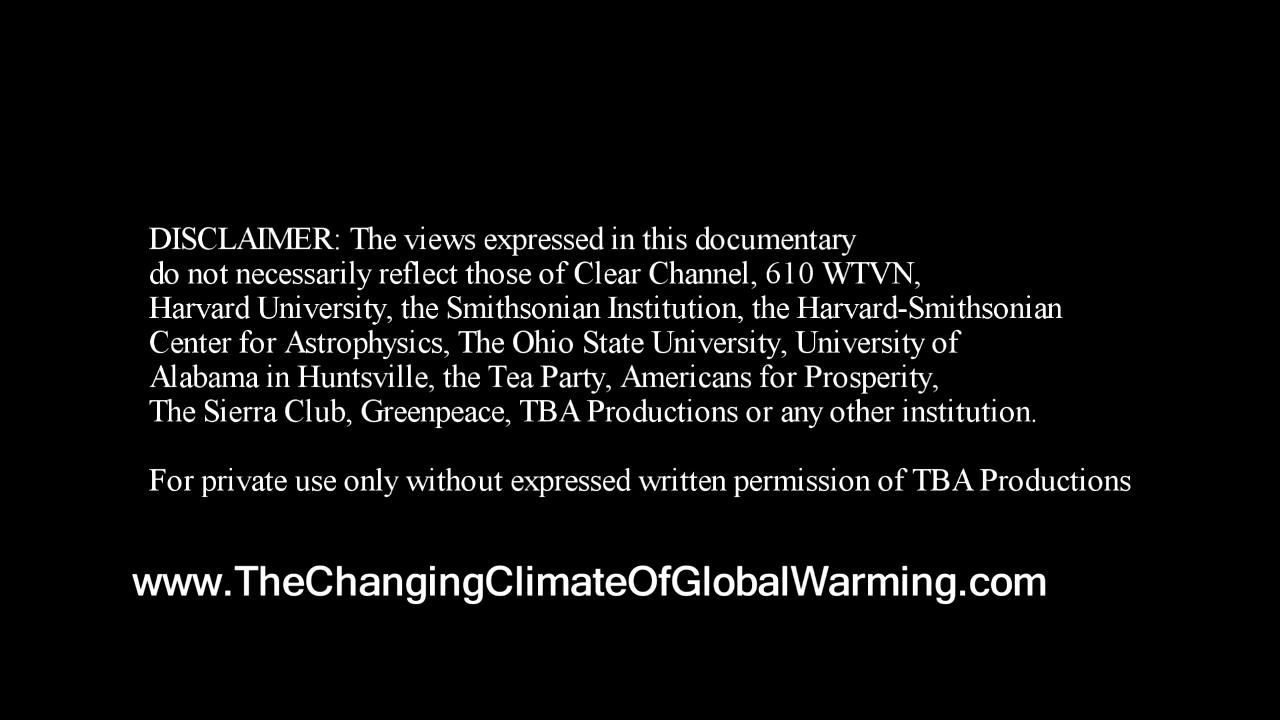 DISCLAIMER: The views expressed in this documentary
do not necessarily reflect those of Clear Channel, 610 WTVN,
Harvard University, the Smithsonian Institution, the Harvard-Smithsonian
Center for Astrophysics, The Ohio State University, University of
Alabama in Huntsville, the Tea Party, Americans for Prosperity,
The Sierra Club, Greenpeace, TBA Productions or any other institution.
For private use only without expressed written permission of TBA Productions
www.TheChangingClimateOfGlobalWarming.com